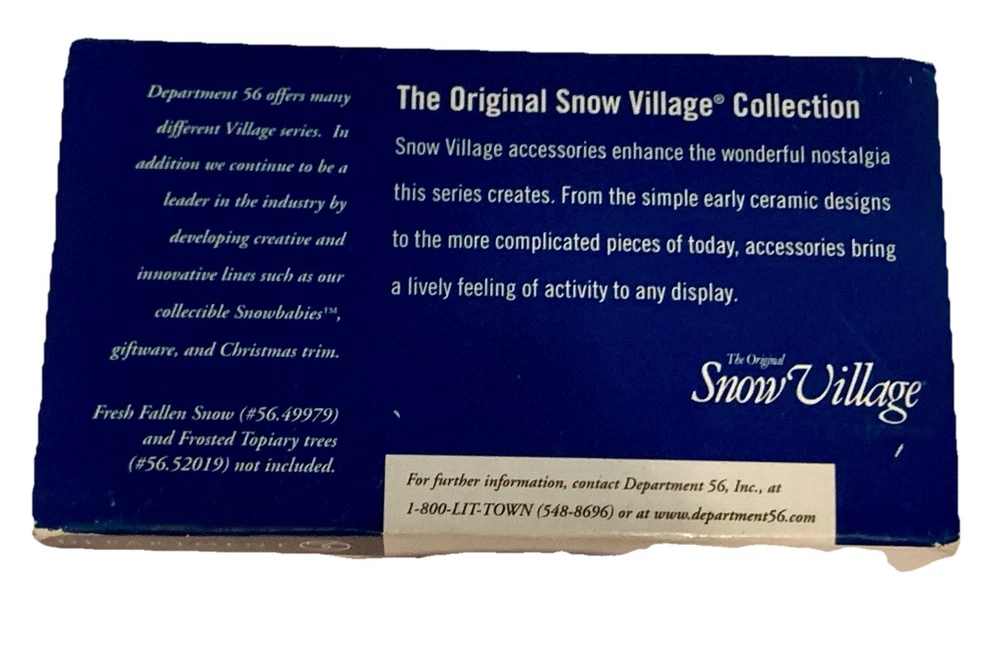 Department 56 offers many
different Village series. In
addition we continue to be a
leader in the industry by
developing creative and
innovative lines such as our
collectible Snowbabies™,
giftware, and Christmas trim.
Fresh Fallen Snow (#56.49979)
and Frosted Topiary trees
(#56.52019) not included.
The Original Snow Village® Collection
Snow Village accessories enhance the wonderful nostalgia
this series creates. From the simple early ceramic designs
to the more complicated pieces of today, accessories bring
a lively feeling of activity to any display.
The Original
Snow Village
For further information, contact Department 56, Inc., at
1-800-LIT-TOWN (548-8696) or at www.department56.com